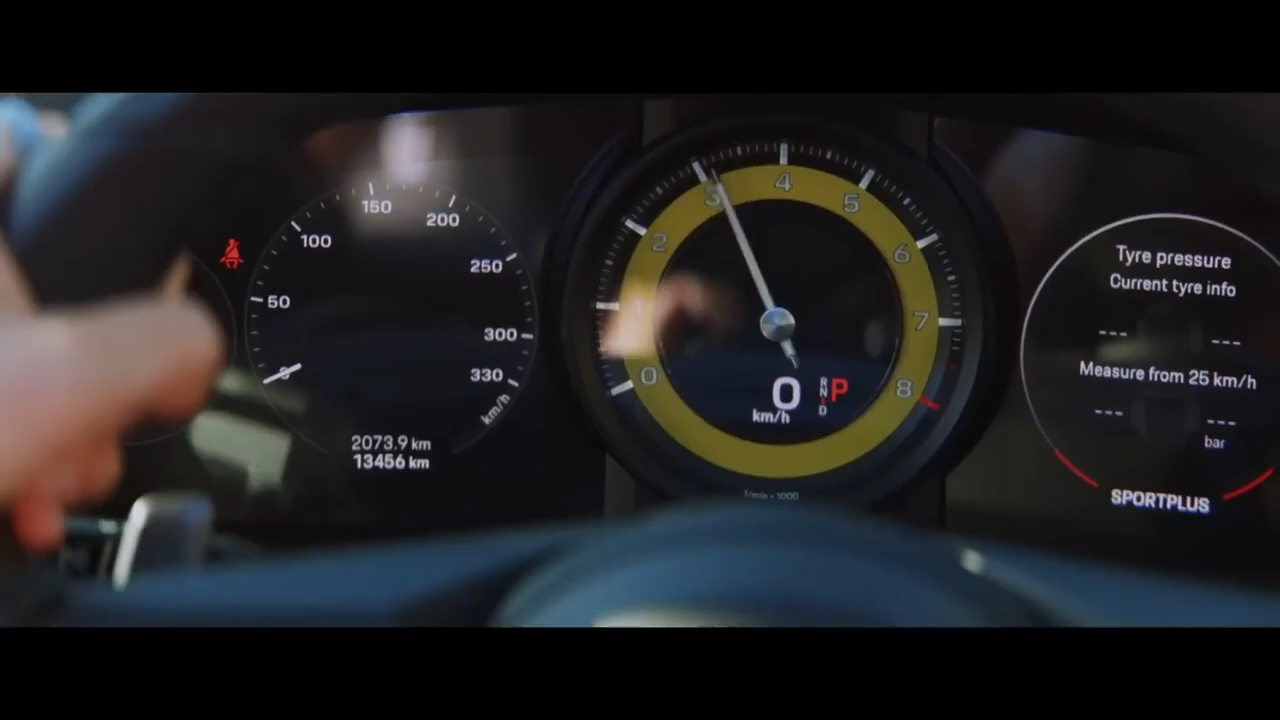 50
100
150
200
250
300
330
km/h
2073.9 km
13456 km
0
1
2
3
4
5
6
7
8
0
km/h
R
N
D
P
1/min × 1000
Tyre pressure
Current tyre info
--- ---
Measure from 25 km/h
--- ---
bar
SPORTPLUS